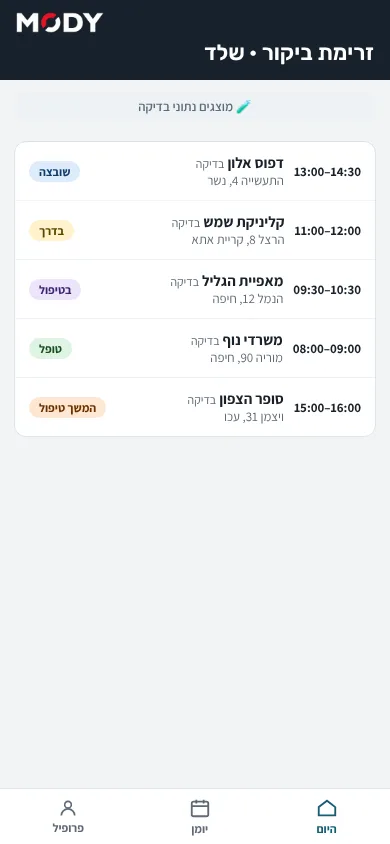 MODY
זרימת ביקור • שלד
🧪 מוצגים נתוני בדיקה
13:00–14:30 דפוס אלון בדיקה שובצה
התעשייה 4, נשר
11:00–12:00 קליניקת שמש בדיקה בדרך
הרצל 8, קריית אתא
09:30–10:30 מאפיית הגליל בדיקה בטיפול
הנמל 12, חיפה
08:00–09:00 משרדי נוף בדיקה טופל
מוריה 90, חיפה
15:00–16:00 סופר הצפון בדיקה המשך טיפול
ויצמן 31, עכו
היום יומן פרופיל